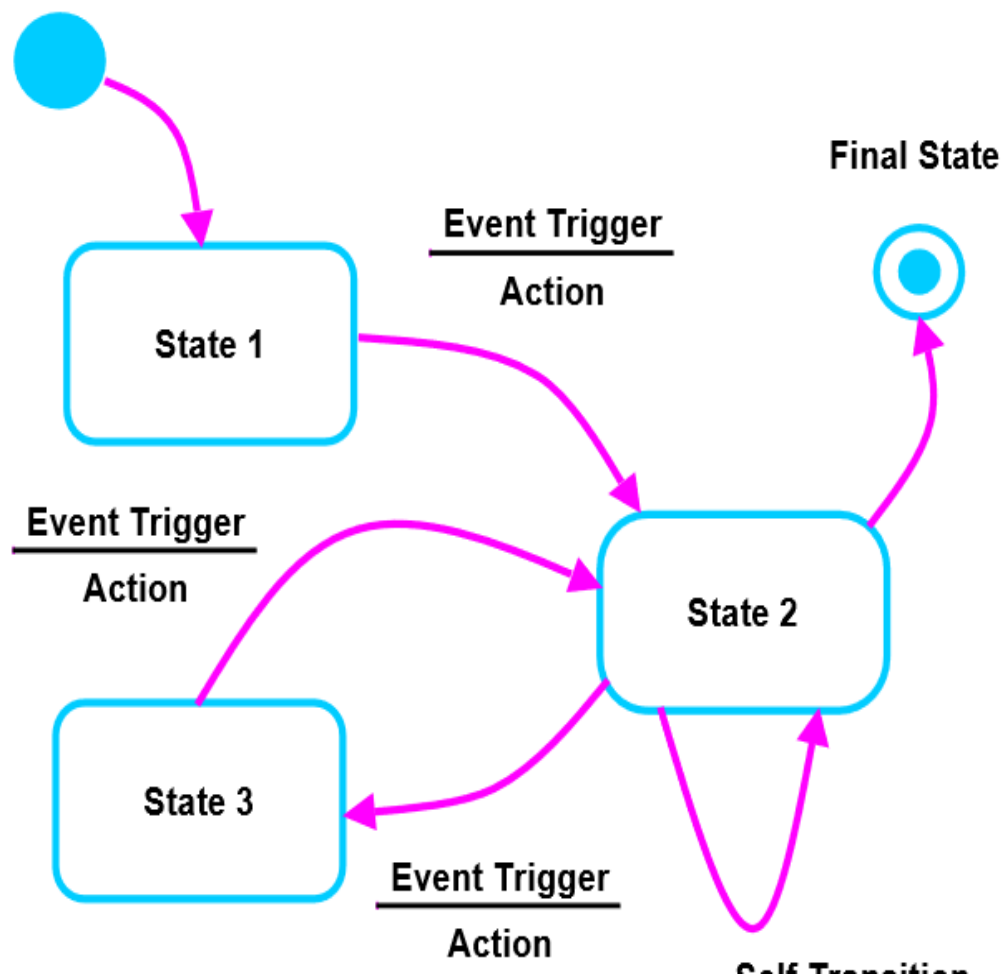 Final State
Event Trigger
Action
State 1
Event Trigger
Action
State 2
State 3
Event Trigger
Action
Self-Transition